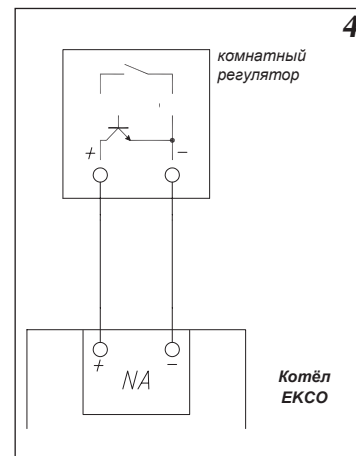 4
комнатный
регулятор
+ −
+ −
NA
Котёл
EKCO